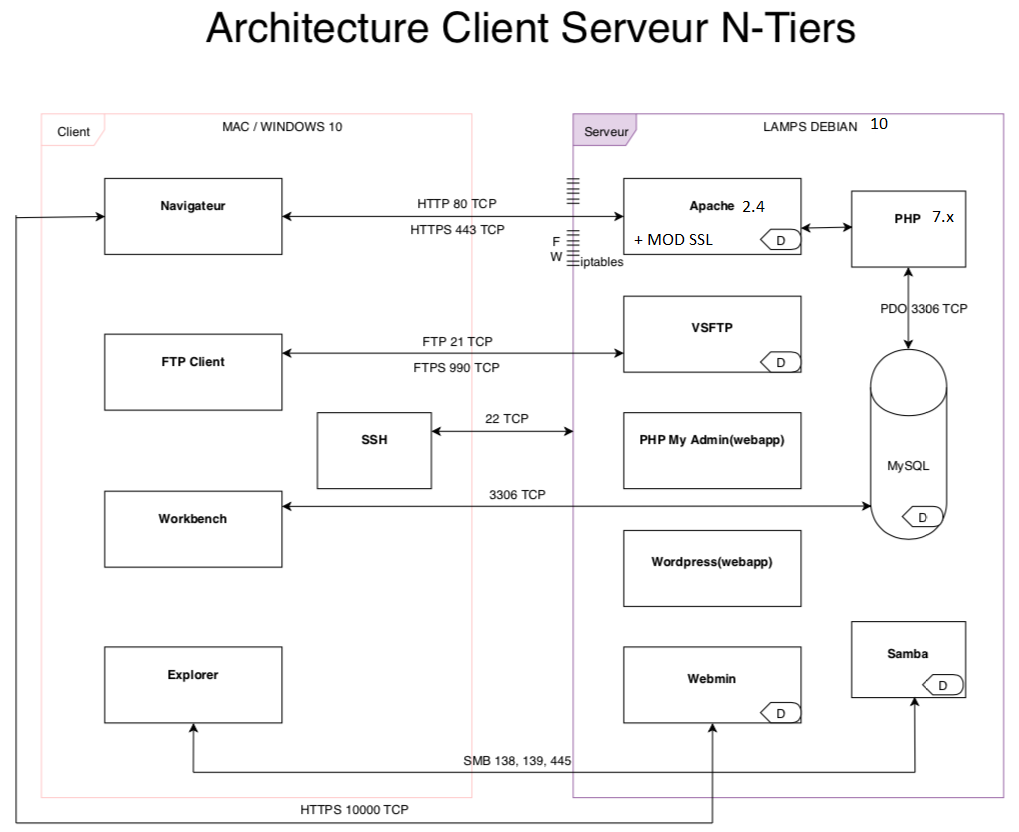 Architecture Client Serveur N-Tiers
Client
MAC / WINDOWS 10
Serveur
LAMPS DEBIAN 10
Navigateur
HTTP 80 TCP
HTTPS 443 TCP
F
W
iptables
Apache 2.4
+ MOD SSL
D
PHP 7.x
PDO 3306 TCP
FTP Client
FTP 21 TCP
FTPS 990 TCP
VSFTP
D
SSH
22 TCP
PHP My Admin(webapp)
MySQL
D
Workbench
3306 TCP
Wordpress(webapp)
Explorer
Webmin
D
Samba
D
SMB 138, 139, 445
HTTPS 10000 TCP